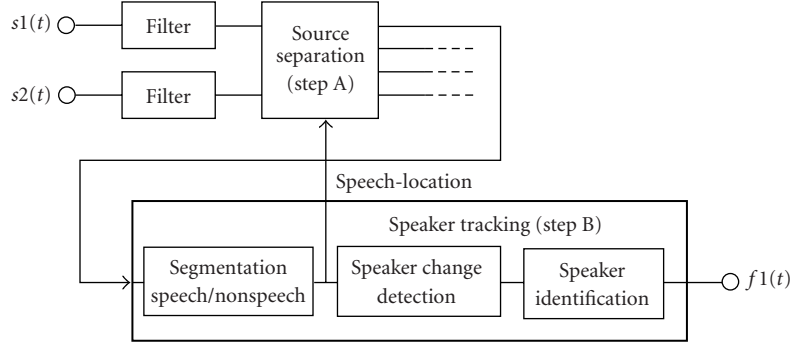 s1(t)
Filter
Source
separation
(step A)
s2(t)
Filter
Speech-location
Speaker tracking (step B)
Segmentation
speech/nonspeech
Speaker change
detection
Speaker
identification
f1(t)